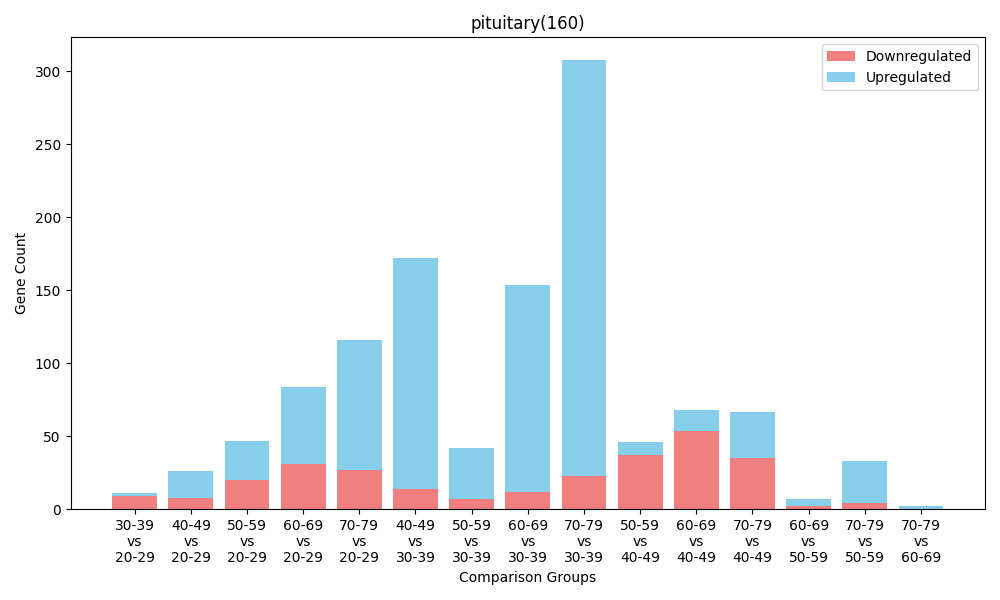 pituitary(160)
Downregulated
Upregulated
Gene Count
300
250
200
150
100
50
0
30-39
vs
20-29
40-49
vs
20-29
50-59
vs
20-29
60-69
vs
20-29
70-79
vs
20-29
40-49
vs
30-39
50-59
vs
30-39
60-69
vs
30-39
70-79
vs
30-39
50-59
vs
40-49
60-69
vs
40-49
70-79
vs
40-49
60-69
vs
50-59
70-79
vs
50-59
70-79
vs
60-69
Comparison Groups